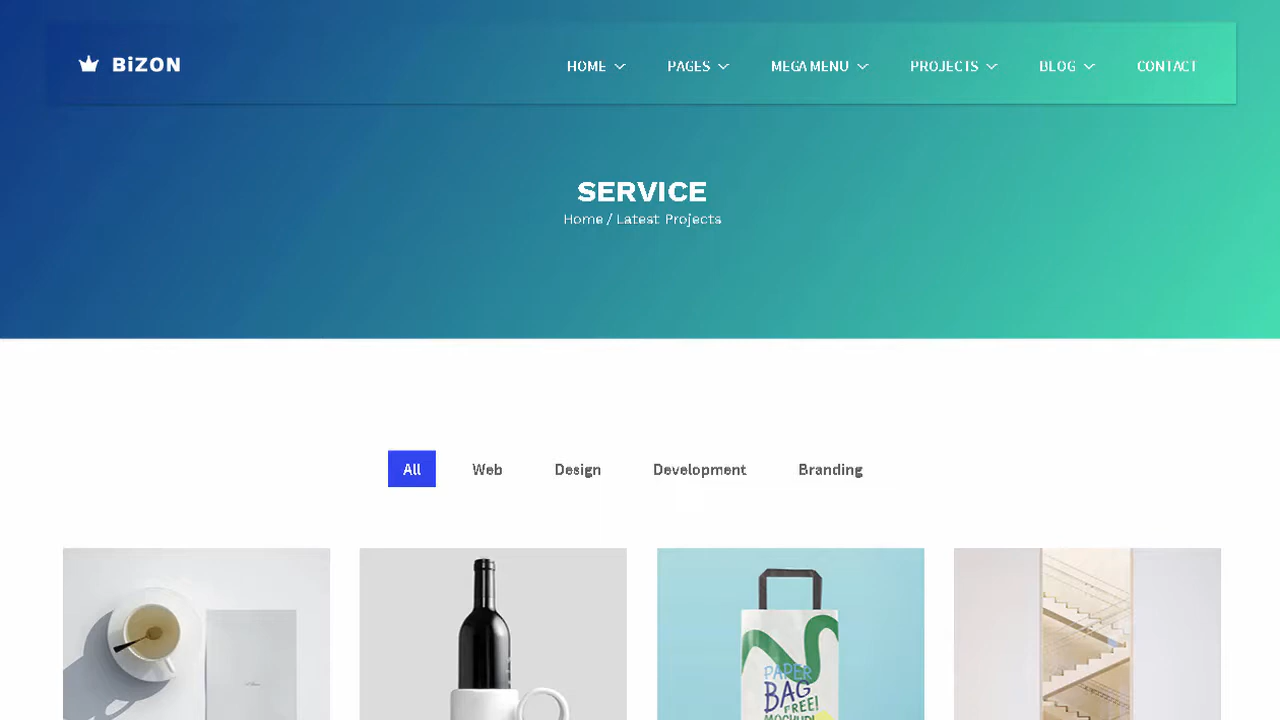 BiZON
HOME PAGES MEGA MENU PROJECTS BLOG CONTACT
SERVICE
Home / Latest Projects
All Web Design Development Branding
PAPER
BAG
FREE!
MOCKUP!